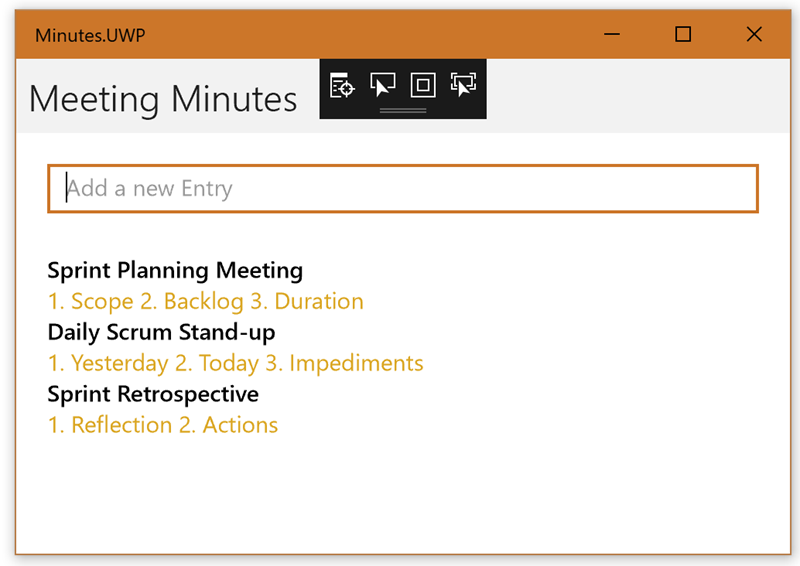 Minutes.UWP
Meeting Minutes
Add a new Entry
Sprint Planning Meeting
1. Scope 2. Backlog 3. Duration
Daily Scrum Stand-up
1. Yesterday 2. Today 3. Impediments
Sprint Retrospective
1. Reflection 2. Actions